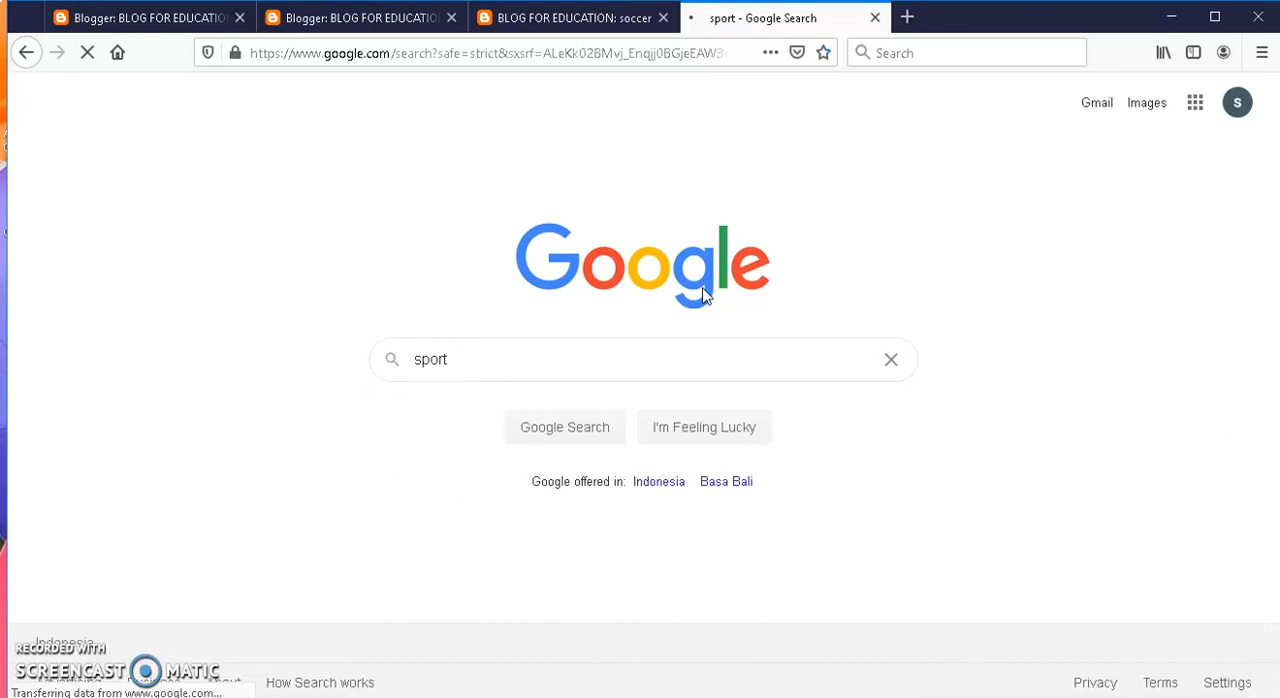 Blogger: BLOG FOR EDUCATIO
Blogger: BLOG FOR EDUCATIO
BLOG FOR EDUCATION: soccer
sport - Google Search
https://www.google.com/search?safe=strict&sxsrf=ALeKk02BMvj_Enqjj0BGjeEAW3
Search
Gmail Images
S
Google
sport
Google Search I'm Feeling Lucky
Google offered in: Indonesia Basa Bali
Indonesia
RECORDED WITH
SCREENCAST MATIC
How Search works
Privacy Terms Settings
Transferring data from www.google.com...